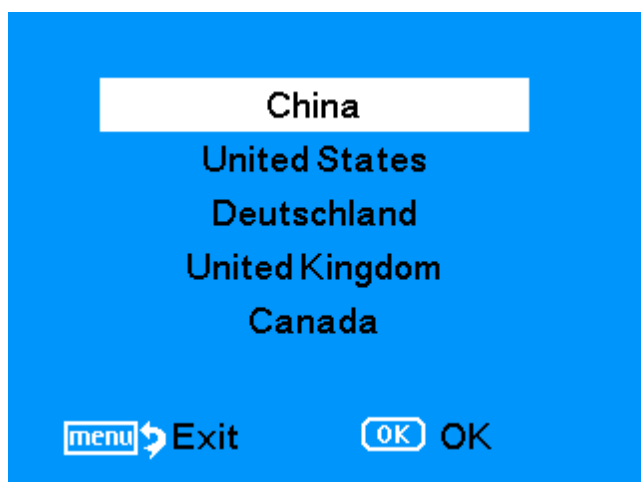 China
United States
Deutschland
United Kingdom
Canada
menu Exit OK OK